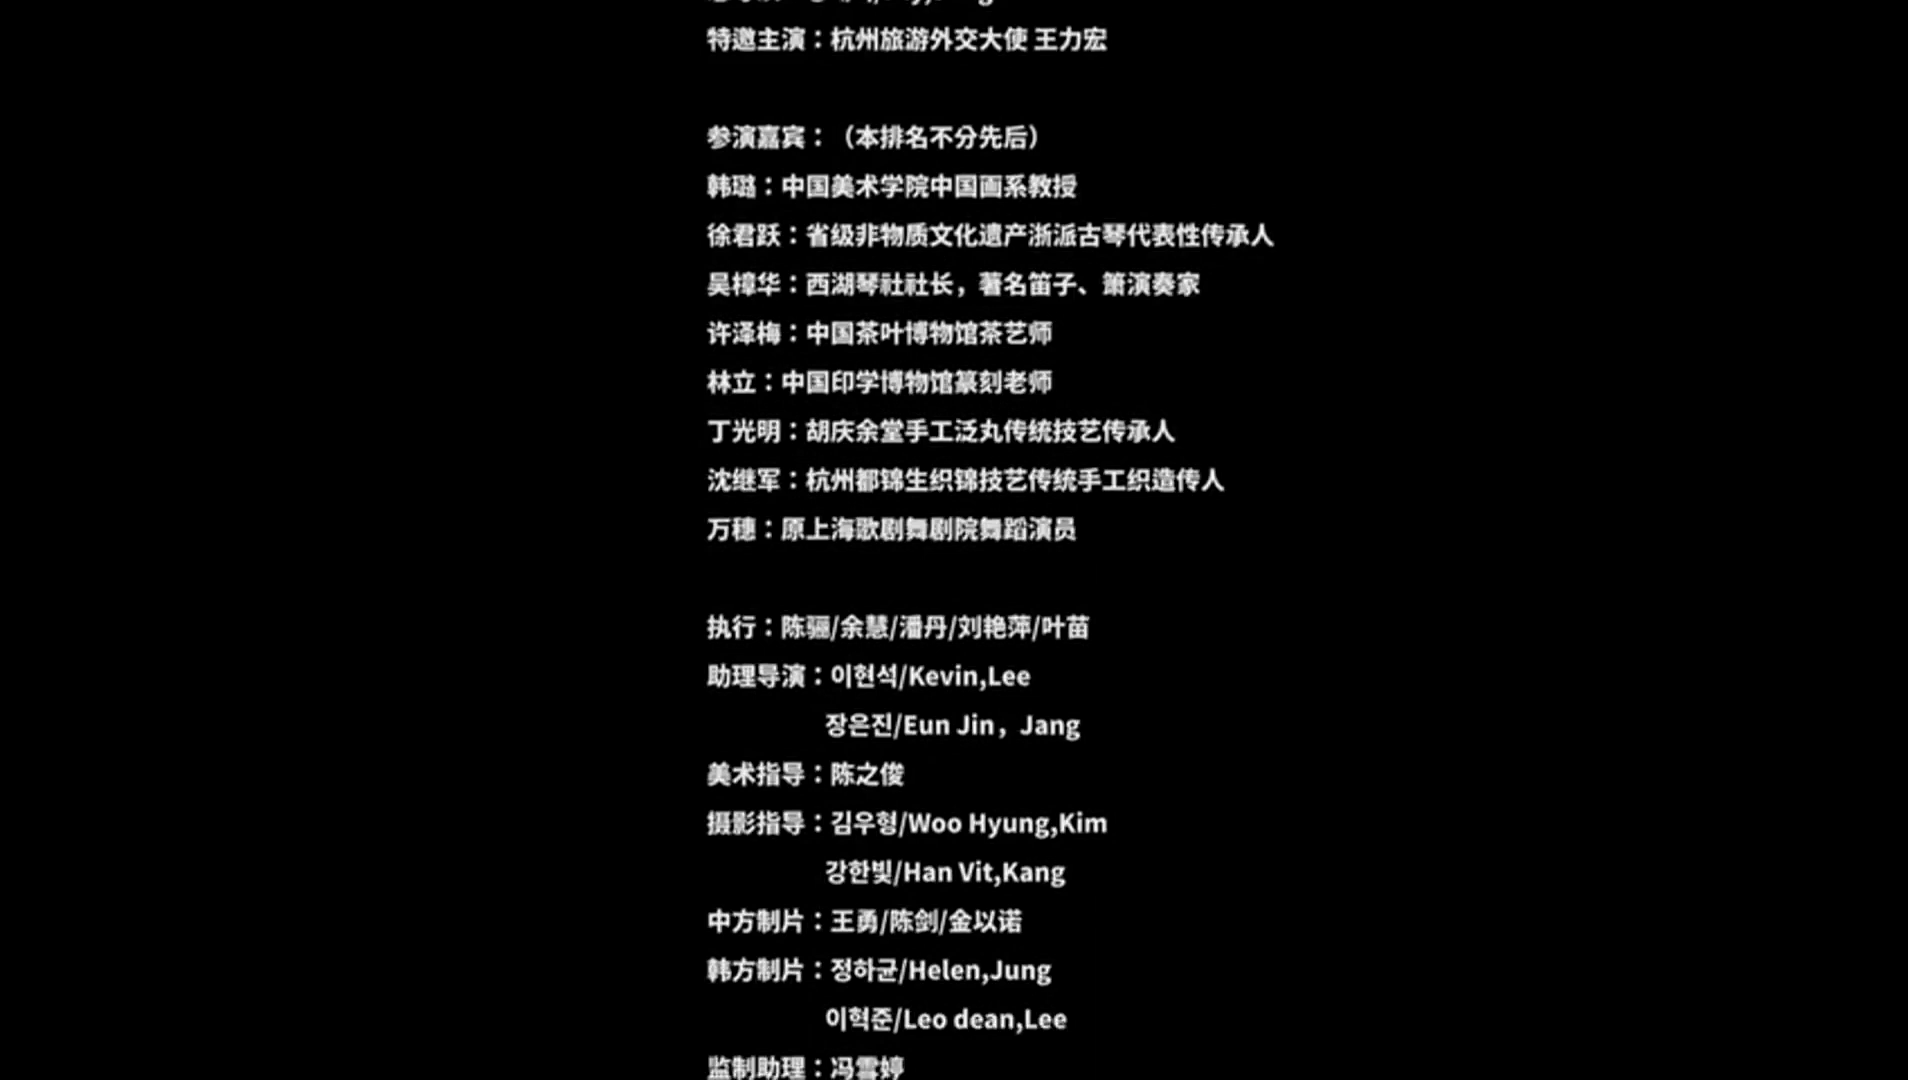 特邀主演：杭州旅游外交大使 王力宏
参演嘉宾：（本排名不分先后）
韩璐：中国美术学院中国画系教授
徐君跃：省级非物质文化遗产浙派古琴代表性传承人
吴樟华：西湖琴社社长，著名笛子、箫演奏家
许泽梅：中国茶叶博物馆茶艺师
林立：中国印学博物馆篆刻老师
丁光明：胡庆余堂手工泛丸传统技艺传承人
沈继军：杭州都锦生织锦技艺传统手工织造传人
万穗：原上海歌剧舞剧院舞蹈演员
执行：陈骊/余慧/潘丹/刘艳萍/叶苗
助理导演：이현석/Kevin,Lee
장은진/Eun Jin，Jang
美术指导：陈之俊
摄影指导：김우형/Woo Hyung,Kim
강한빛/Han Vit,Kang
中方制片：王勇/陈剑/金以诺
韩方制片：정하균/Helen,Jung
이혁준/Leo dean,Lee
监制助理：冯雪婷